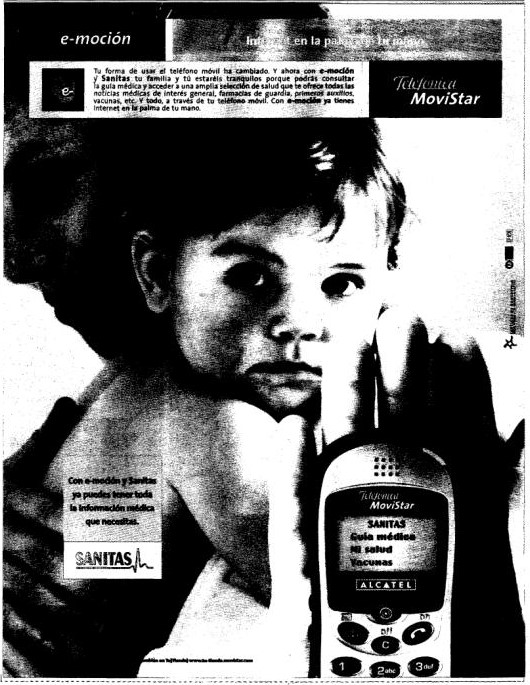 e-moción
Internet en la palma de tu mano
Tu forma de usar el teléfono móvil ha cambiado. Y ahora con e-moción
y Sanitas tu familia y tú estaréis tranquilos porque podrás consultar
la guía médica y acceder a una amplia selección de salud que te ofrece todas las
noticias médicas de interés general, farmacias de guardia, primeros auxilios,
vacunas, etc. Y todo, a través de tu teléfono móvil. Con e-moción ya tienes
Internet en la palma de tu mano.
e-
Telefonica
MoviStar
Con e-moción y Sanitas
ya puedes tener toda
la información médica
que necesitas.
SANITAS
Telefonica
MoviStar
SANITAS
Guia médica
Mi salud
Vacunas
ALCATEL
C
1
2abc
3def